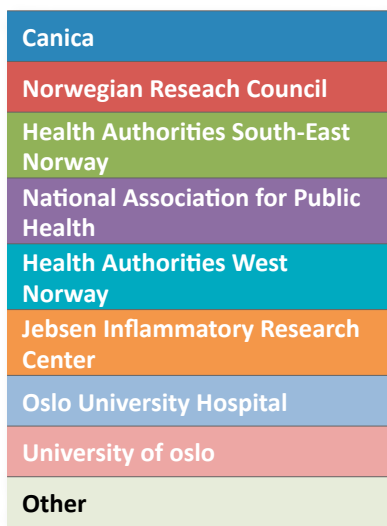 Canica
Norwegian Reseach Council
Health Authorities South-East
Norway
National Association for Public
Health
Health Authorities West
Norway
Jebsen Inflammatory Research
Center
Oslo University Hospital
University of oslo
Other